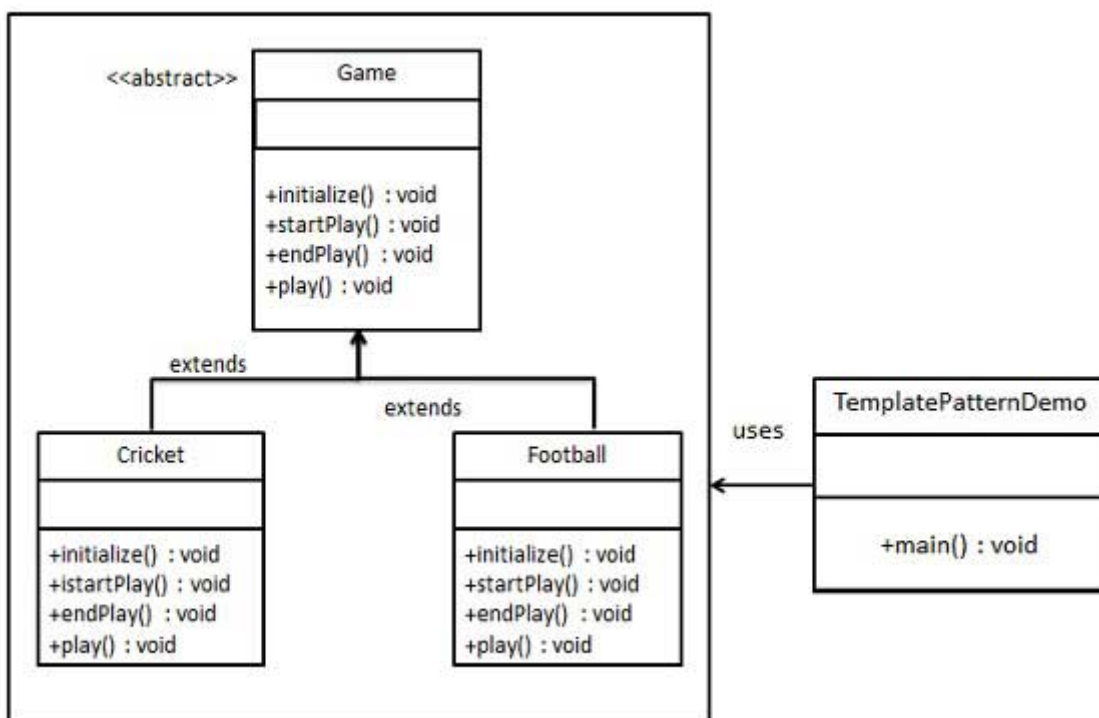 <<abstract>>
Game
+initialize() : void
+startPlay() : void
+endPlay() : void
+play() : void
extends
extends
Cricket
+initialize() : void
+istartPlay() : void
+endPlay() : void
+play() : void
Football
+initialize() : void
+startPlay() : void
+endPlay() : void
+play() : void
uses
TemplatePatternDemo
+main() : void